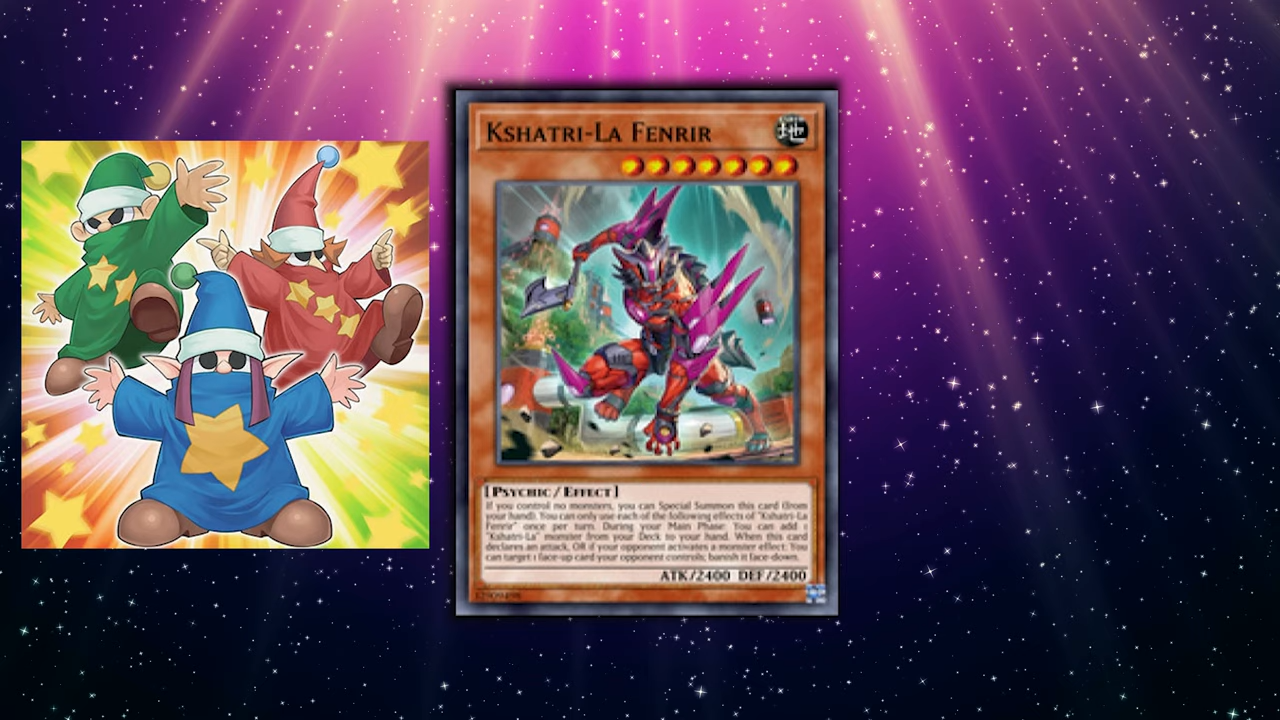 Kshatri-La Fenrir
地
[Psychic/Effect]
If you control no monsters, you can Special Summon this card (from
your hand). You can only use each of the following effects of "Kshatri-La
Fenrir" once per turn. During your Main Phase: You can add 1
"Kshatri-La" monster from your Deck to your hand. When this card
declares an attack, OR if your opponent activates a monster effect: You
can target 1 face-up card your opponent controls; banish it face-down.
ATK/2400 DEF/2400